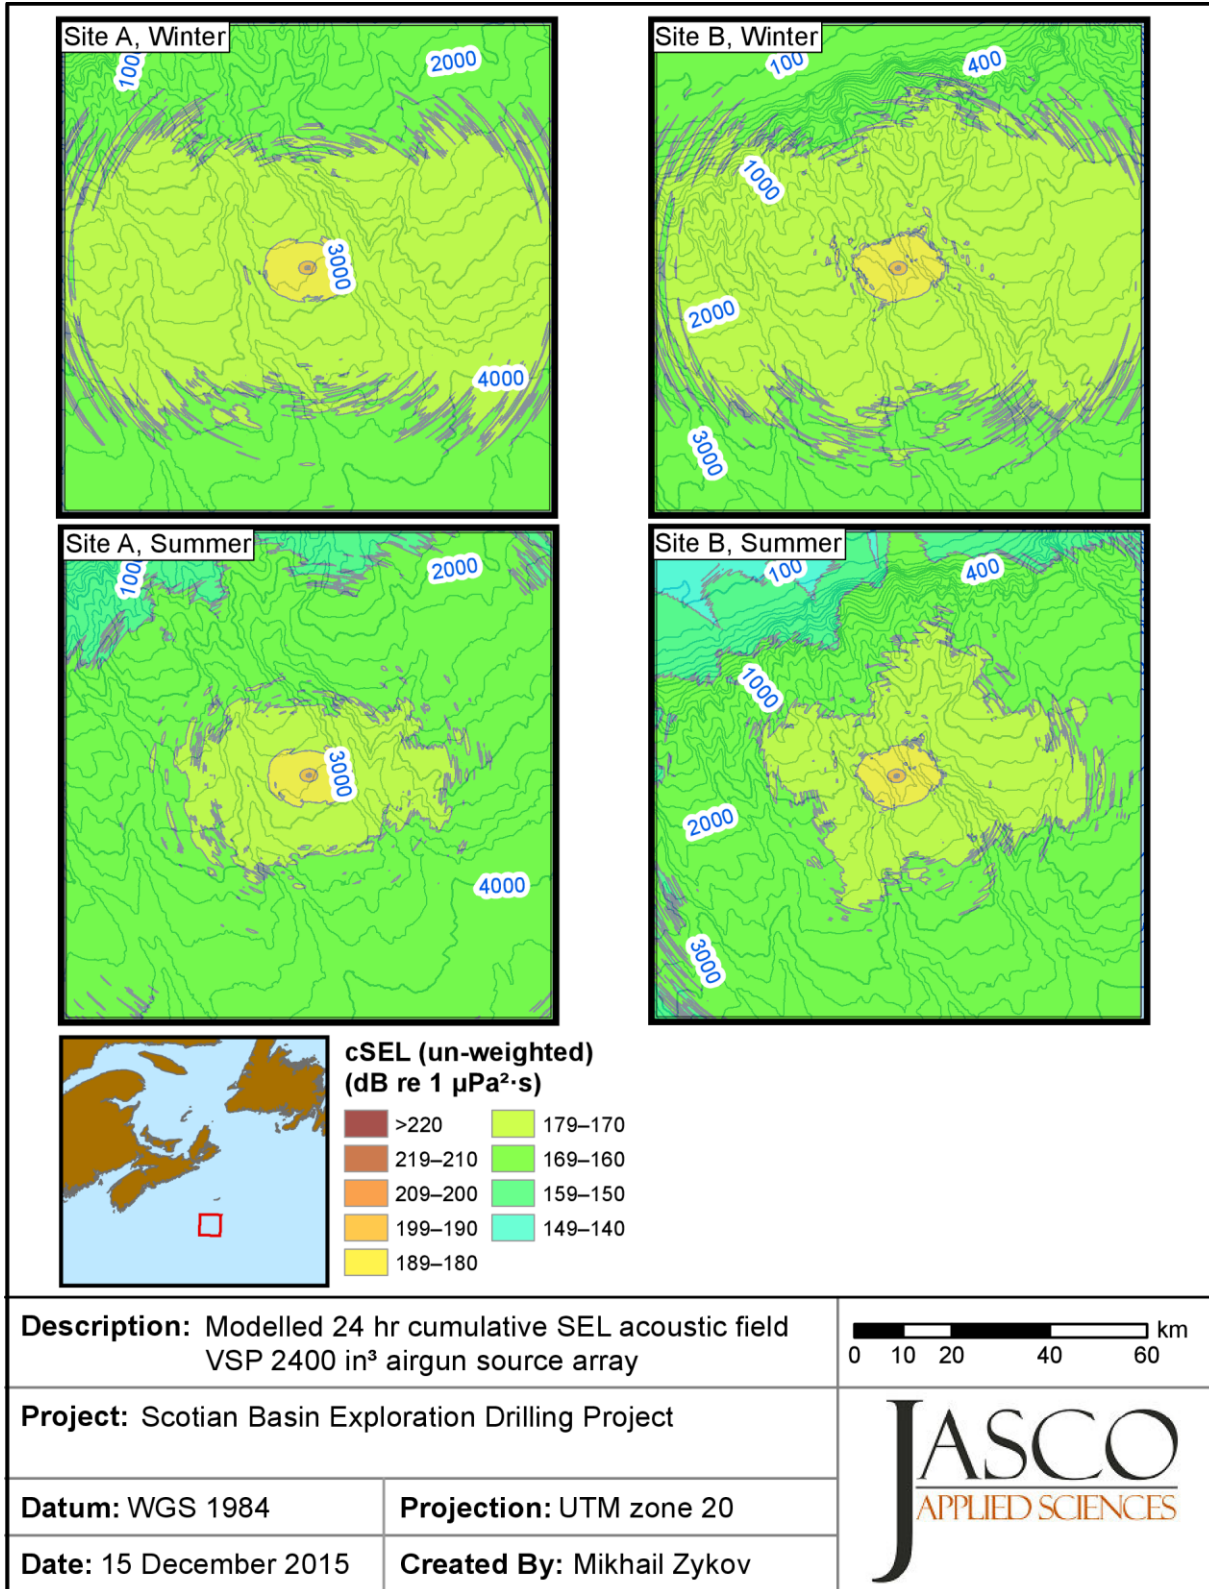 Site A, Winter
1000
2000
3000
4000
Site B, Winter
100
400
1000
2000
3000
Site A, Summer
1000
2000
3000
4000
Site B, Summer
100
400
1000
2000
3000
cSEL (un-weighted)
(dB re 1 µPa²·s)
>220
219–210
209–200
199–190
189–180
179–170
169–160
159–150
149–140
Description: Modelled 24 hr cumulative SEL acoustic field
VSP 2400 in³ airgun source array
km
0 10 20 40 60
Project: Scotian Basin Exploration Drilling Project
JASCO
APPLIED SCIENCES
Datum: WGS 1984
Projection: UTM zone 20
Date: 15 December 2015
Created By: Mikhail Zykov